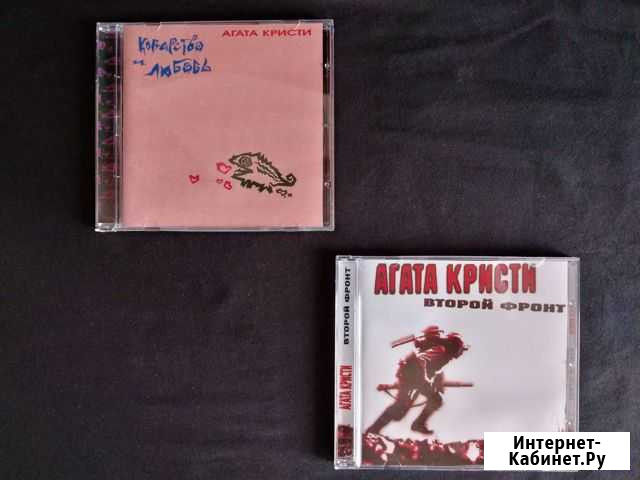 АГАТА КРИСТИ
Коварство
и
любовь
АГАТА КРИСТИ
ВТОРОЙ ФРОНТ
АГАТА КРИСТИ ВТОРОЙ ФРОНТ
Интернет-
Кабинет.Ру